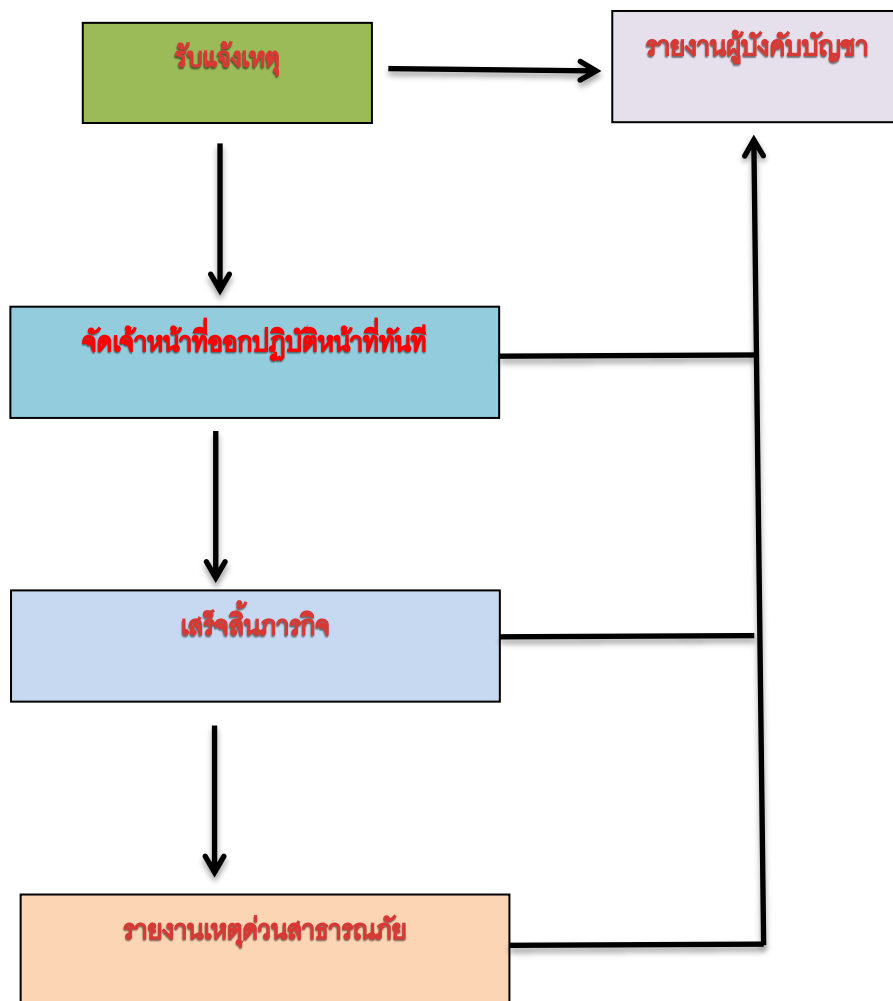 รับแจ้งเหตุ
รายงานผู้บังคับบัญชา
จัดเจ้าหน้าที่ออกปฏิบัติหน้าที่ทันที
เสร็จสิ้นภารกิจ
รายงานเหตุด่วนสาธารณภัย